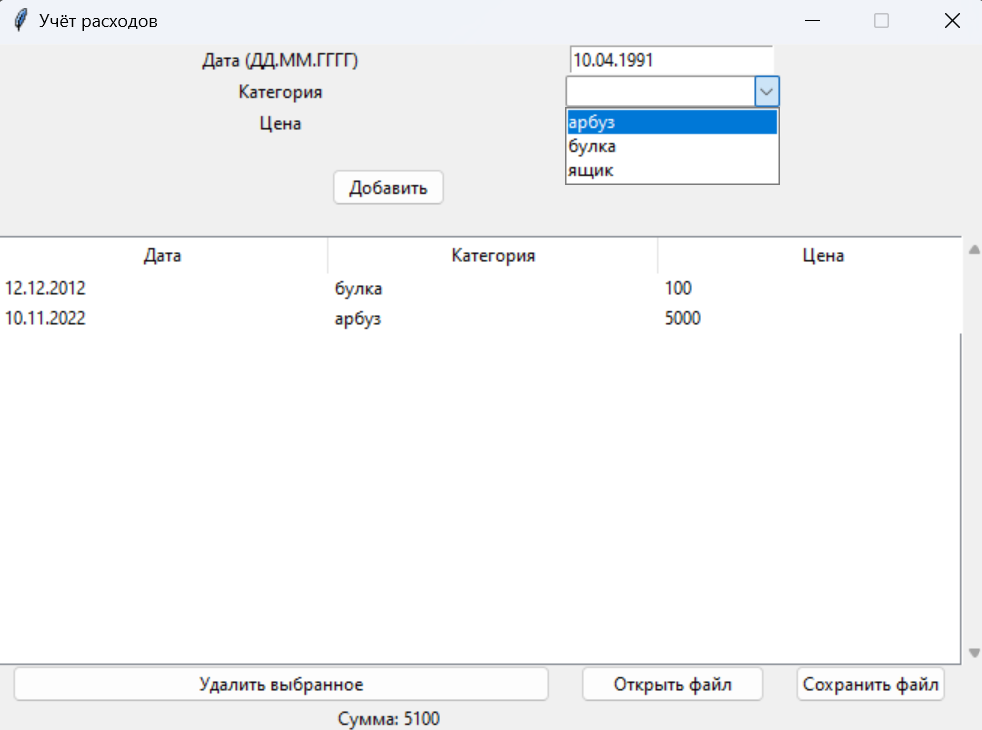 Учёт расходов
Дата (ДД.ММ.ГГГГ) 10.04.1991
Категория
Цена
арбуз
булка
ящик
Добавить
Дата Категория Цена
12.12.2012 булка 100
10.11.2022 арбуз 5000
Удалить выбранное Открыть файл Сохранить файл
Сумма: 5100